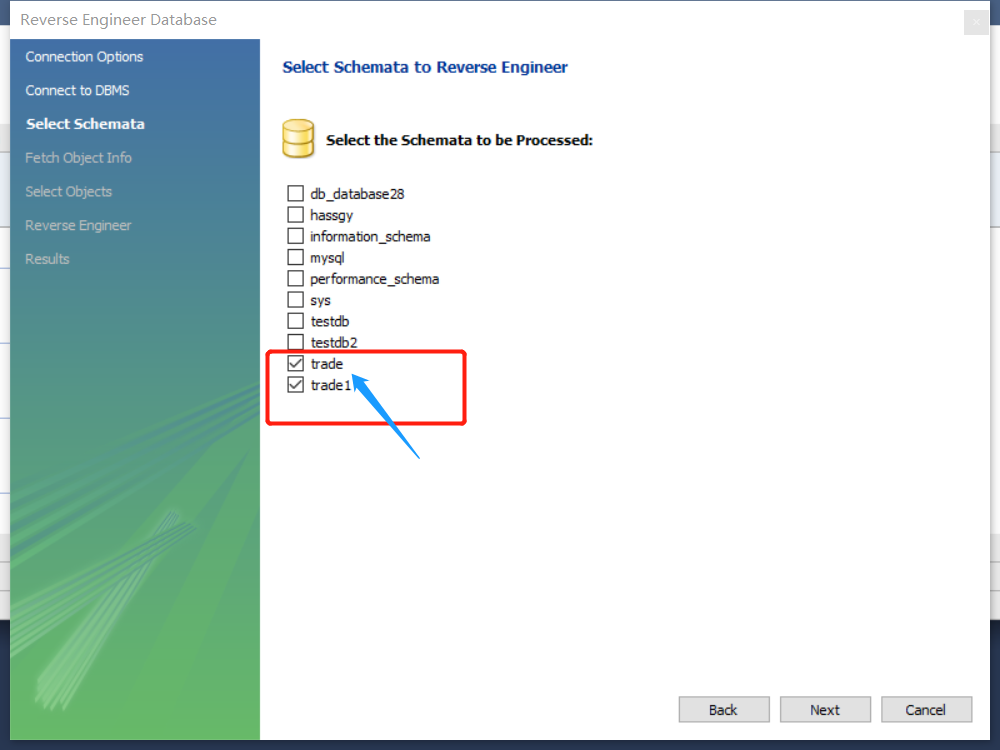 Reverse Engineer Database
Connection Options
Connect to DBMS
Select Schemata
Fetch Object Info
Select Objects
Reverse Engineer
Results
Select Schemata to Reverse Engineer
Select the Schemata to be Processed:
db_database28
hassgy
information_schema
mysql
performance_schema
sys
testdb
testdb2
trade
trade1
Back
Next
Cancel